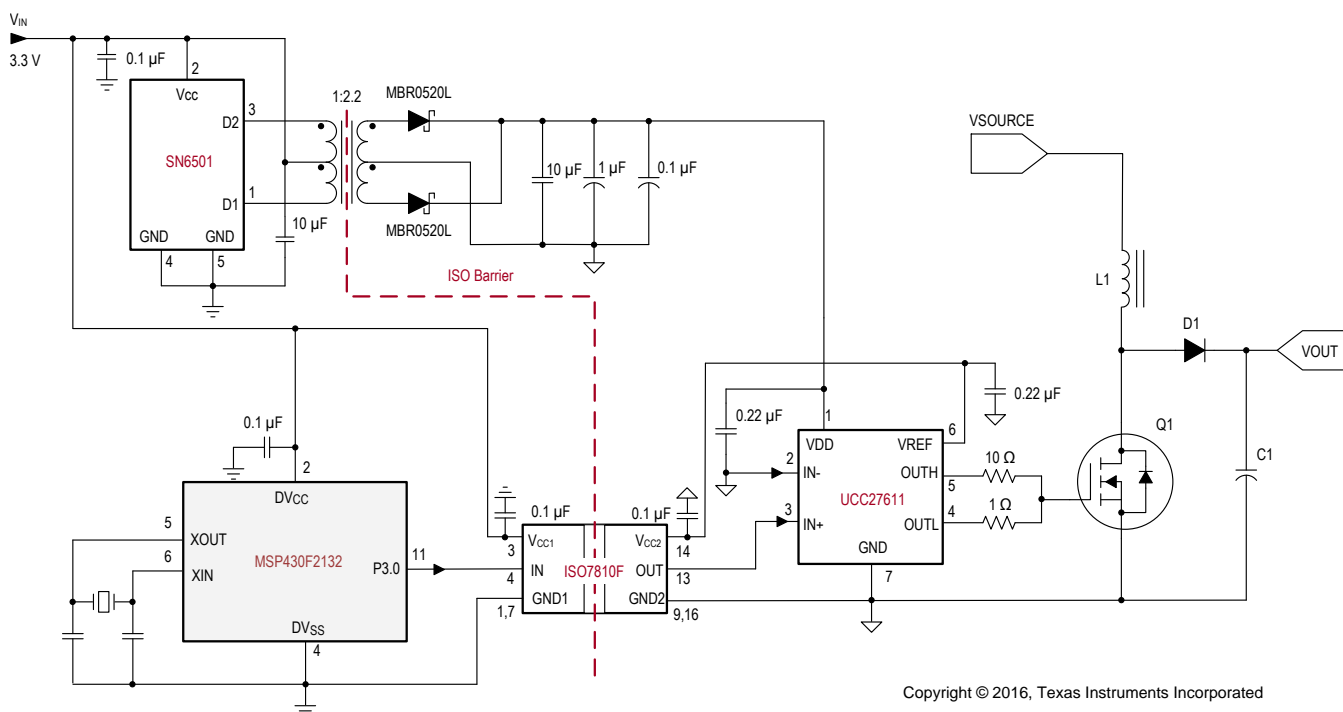 VIN
3.3 V
0.1 µF
2
Vcc
D2
3
SN6501
D1
1
GND
GND
4
5
10 µF
1:2.2
MBR0520L
MBR0520L
10 µF
1 µF
0.1 µF
ISO Barrier
VSOURCE
L1
D1
VOUT
Q1
C1
0.1 µF
2
DVCC
5
XOUT
6
XIN
MSP430F2132
P3.0
11
DVSS
4
0.1 µF
VCC1
3
IN
4
GND1
1,7
ISO7810F
0.1 µF
VCC2
14
OUT
13
GND2
9,16
0.22 µF
1
VDD
VREF
6
0.22 µF
2
IN-
3
IN+
UCC27611
OUTH
5
OUTL
4
GND
7
10 Ω
1 Ω
Copyright © 2016, Texas Instruments Incorporated